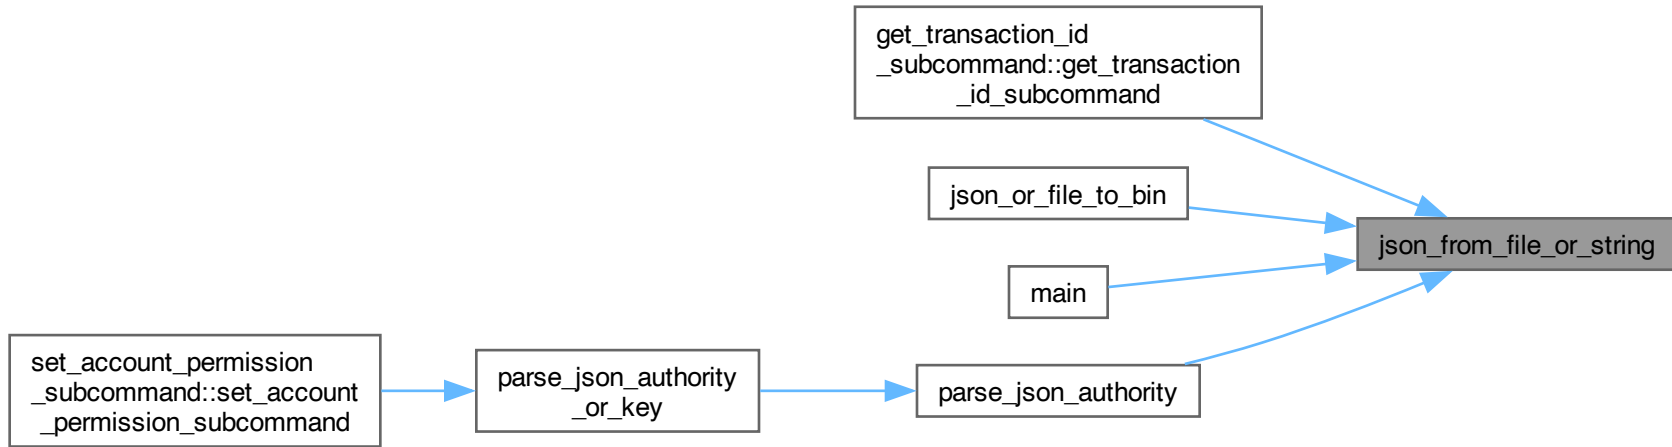 get_transaction_id
_subcommand::get_transaction
_id_subcommand
json_or_file_to_bin
json_from_file_or_string
main
set_account_permission
_subcommand::set_account
_permission_subcommand
parse_json_authority
_or_key
parse_json_authority